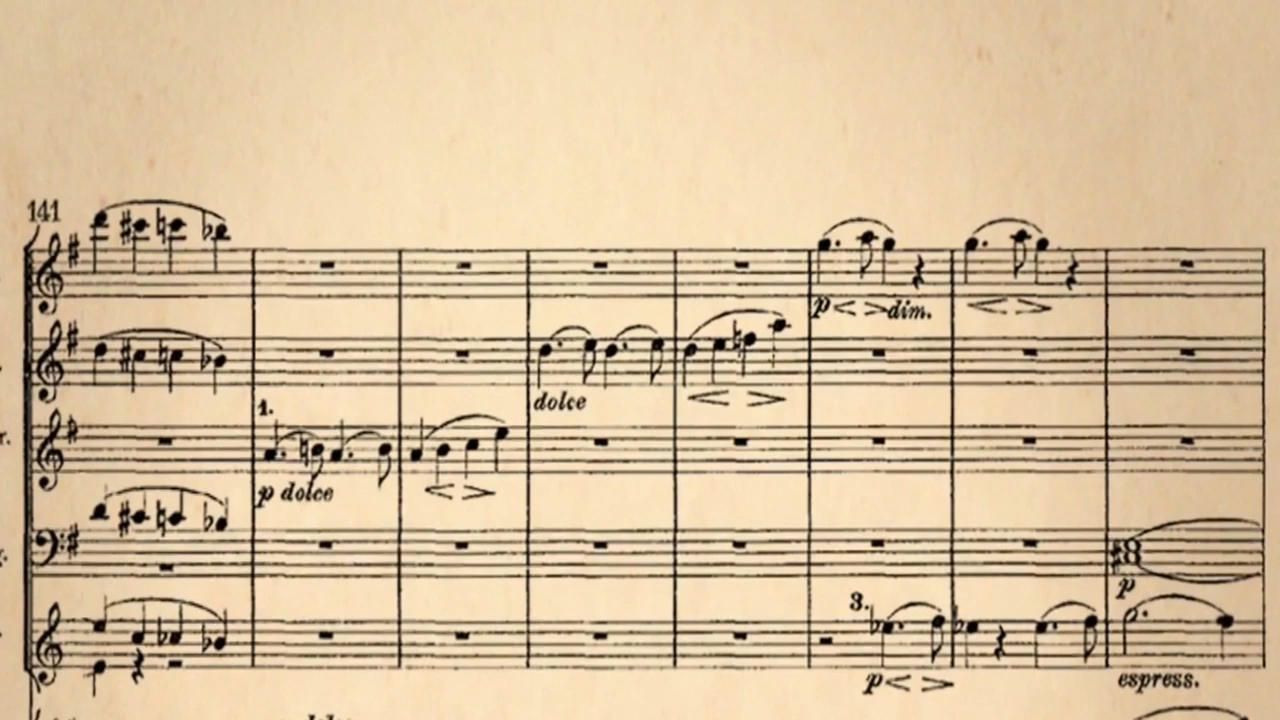 141
p dim.
dolce
1.
r.
p dolce
p
3.
p espress.